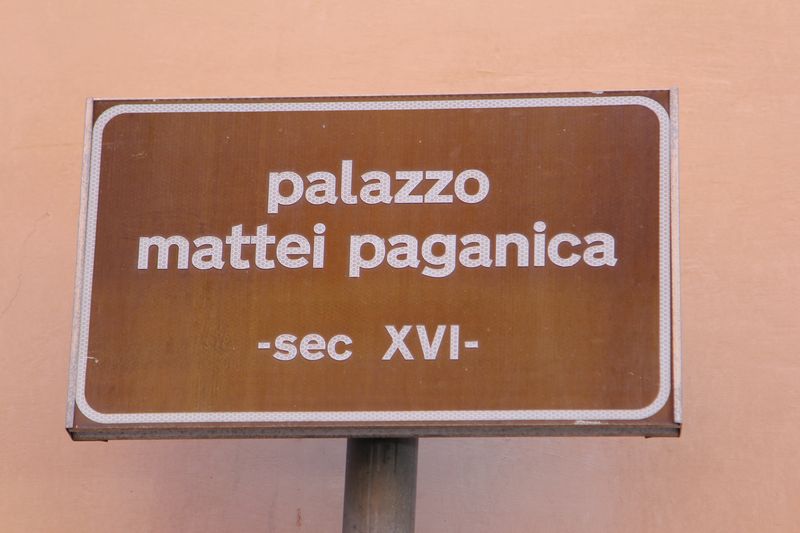 palazzo
mattei paganica
-sec XVI-